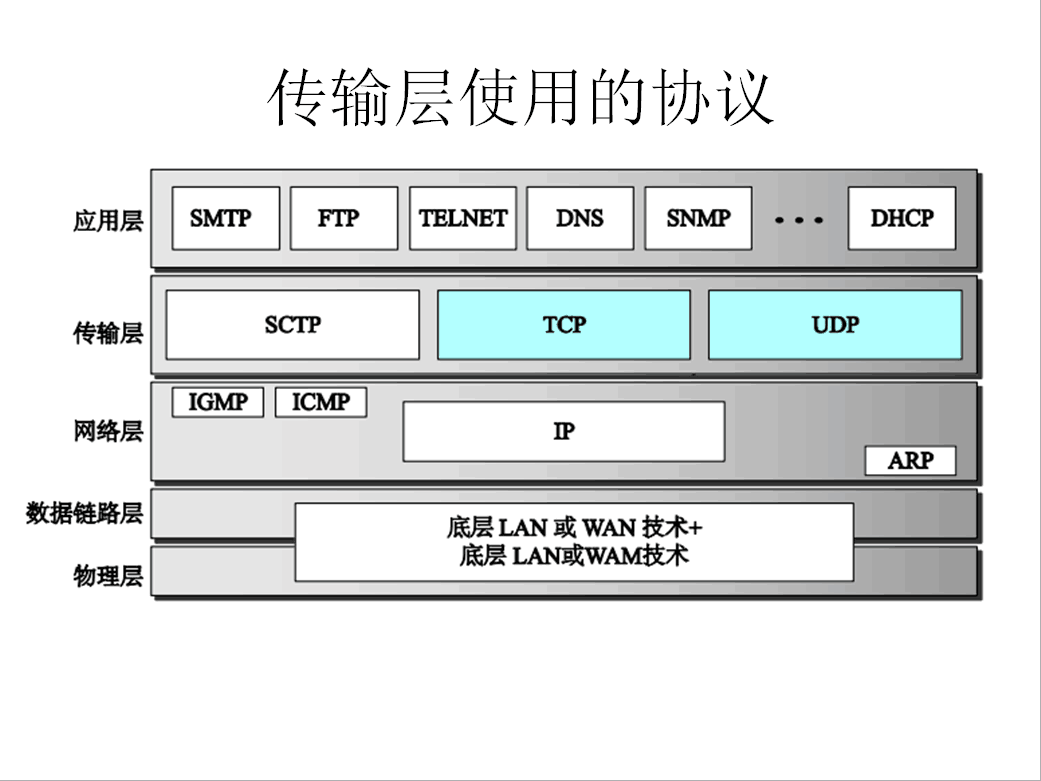 传输层使用的协议
应用层 SMTP FTP TELNET DNS SNMP ••• DHCP
传输层 SCTP TCP UDP
IGMP ICMP
网络层 IP
ARP
数据链路层 底层 LAN 或 WAN 技术+
底层 LAN或WAM技术
物理层